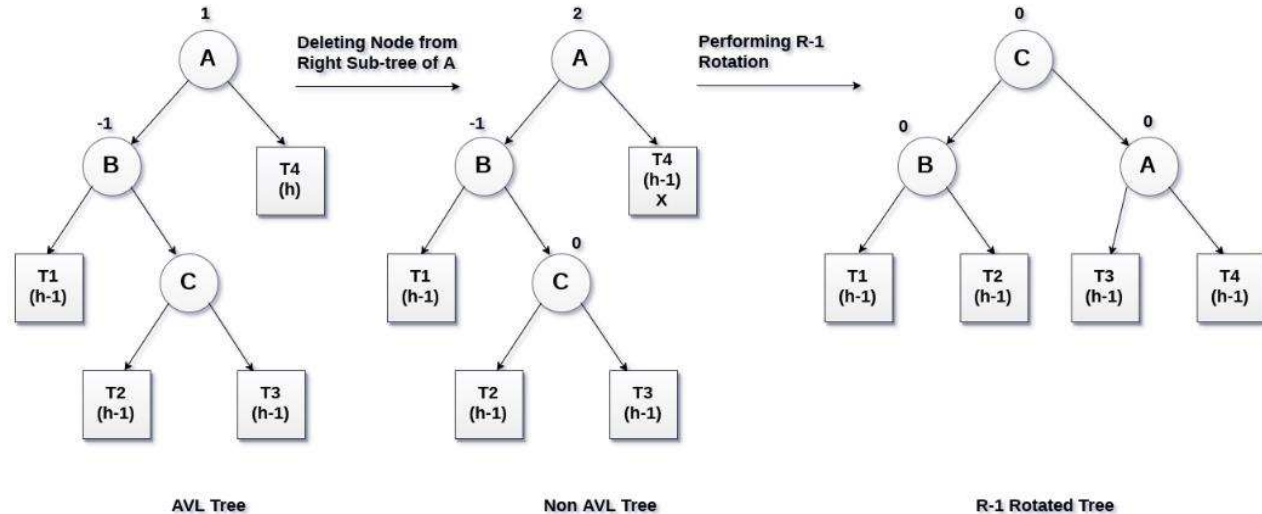 1
A
Deleting Node from
Right Sub-tree of A
2
A
Performing R-1
Rotation
0
C
-1
B
T4
(h)
-1
B
T4
(h-1)
X
0
B
0
A
T1
(h-1)
C
T1
(h-1)
0
C
T1
(h-1)
T2
(h-1)
T3
(h-1)
T4
(h-1)
T2
(h-1)
T3
(h-1)
T2
(h-1)
T3
(h-1)
AVL Tree
Non AVL Tree
R-1 Rotated Tree